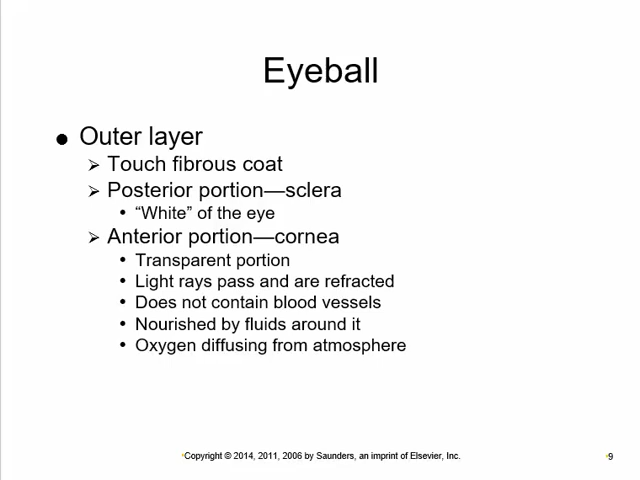 Eyeball
● Outer layer
➢ Touch fibrous coat
➢ Posterior portion—sclera
• “White” of the eye
➢ Anterior portion—cornea
• Transparent portion
• Light rays pass and are refracted
• Does not contain blood vessels
• Nourished by fluids around it
• Oxygen diffusing from atmosphere
•Copyright © 2014, 2011, 2006 by Saunders, an imprint of Elsevier, Inc.
•9